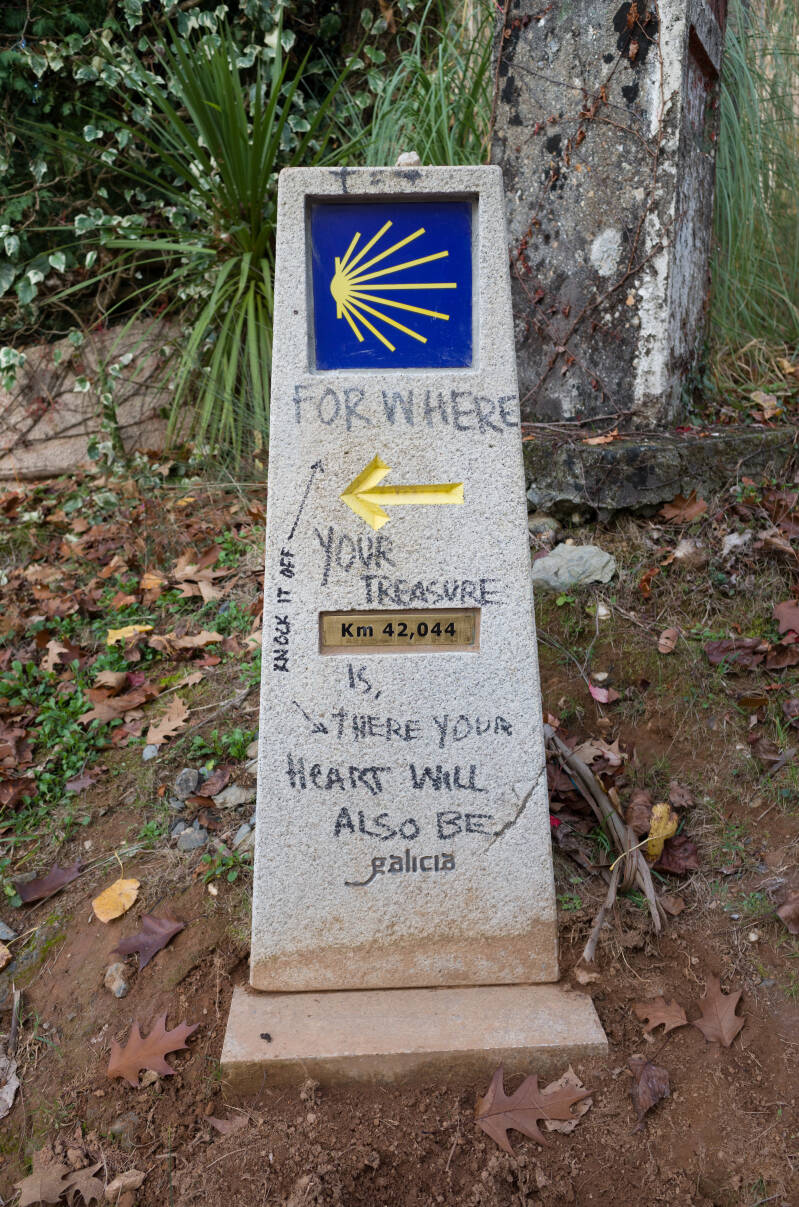 FOR WHERE
KNOCK IT OFF
YOUR
TREASURE
Km 42,044
IS,
THERE YOUR
HEART WILL
ALSO BE
galicia